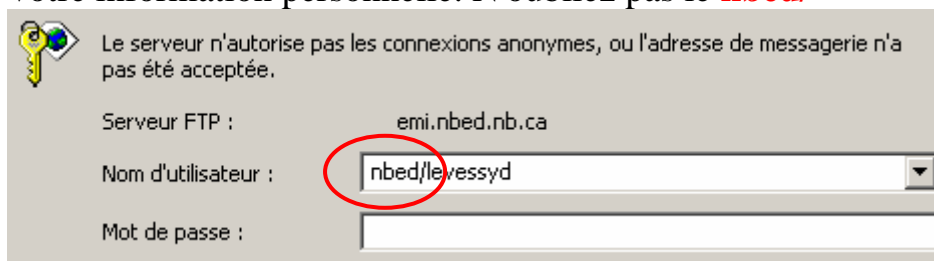 Le serveur n'autorise pas les connexions anonymes, ou l'adresse de messagerie n'a
pas été acceptée.
Serveur FTP : emi.nbed.nb.ca
Nom d'utilisateur : nbed/levessyd
Mot de passe :